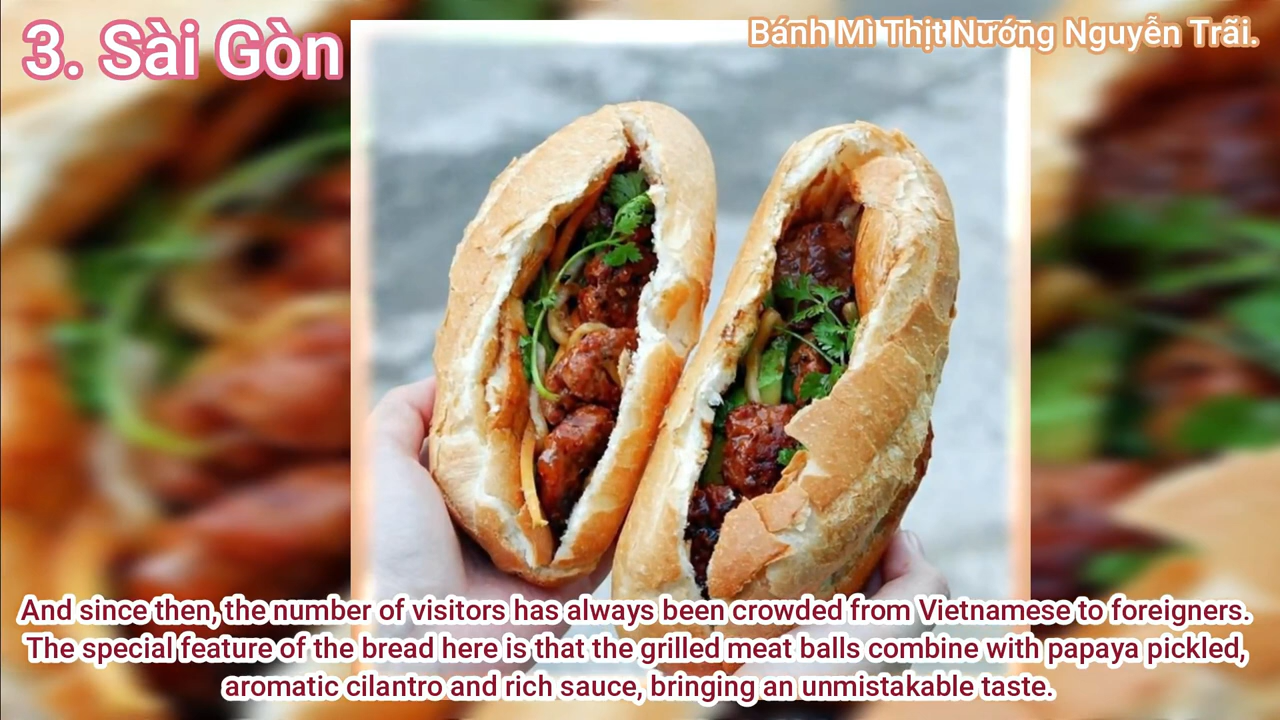 3. Sài Gòn
Bánh Mì Thịt Nướng Nguyễn Trãi.
And since then, the number of visitors has always been crowded from Vietnamese to foreigners.
The special feature of the bread here is that the grilled meat balls combine with papaya pickled,
aromatic cilantro and rich sauce, bringing an unmistakable taste.